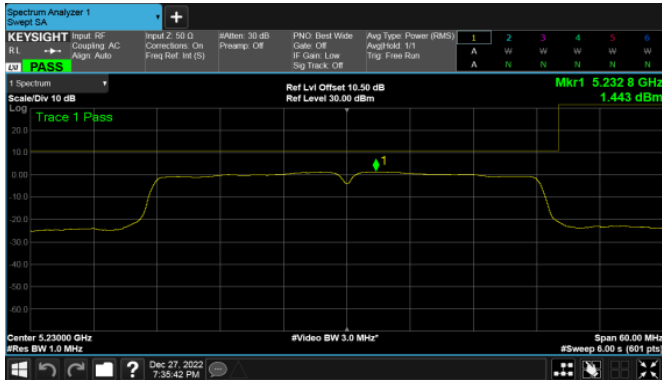 Spectrum Analyzer 1
Swept SA
+
KEYSIGHT Input: RF Input Z: 50 Ω #Atten: 30 dB PNO: Best Wide Avg Type: Power (RMS) 1 2 3 4 5 6
RL Coupling: AC Corrections: On Preamp: Off Gate: Off Avg|Hold: 1/1 A W W W W W
Align: Auto Freq Ref: Int (S) IF Gain: Low Trig: Free Run
LXI PASS Sig Track: Off A N N N N N
1 Spectrum Ref Lvl Offset 10.50 dB Mkr1 5.232 8 GHz
Scale/Div 10 dB Ref Level 30.00 dBm 1.443 dBm
Log
Trace 1 Pass
20.0
10.0
1
0.00
-10.0
-20.0
-30.0
-40.0
-50.0
-60.0
Center 5.23000 GHz #Video BW 3.0 MHz* Span 60.00 MHz
#Res BW 1.0 MHz #Sweep 6.00 s (601 pts)
? Dec 27, 2022
7:35:42 PM